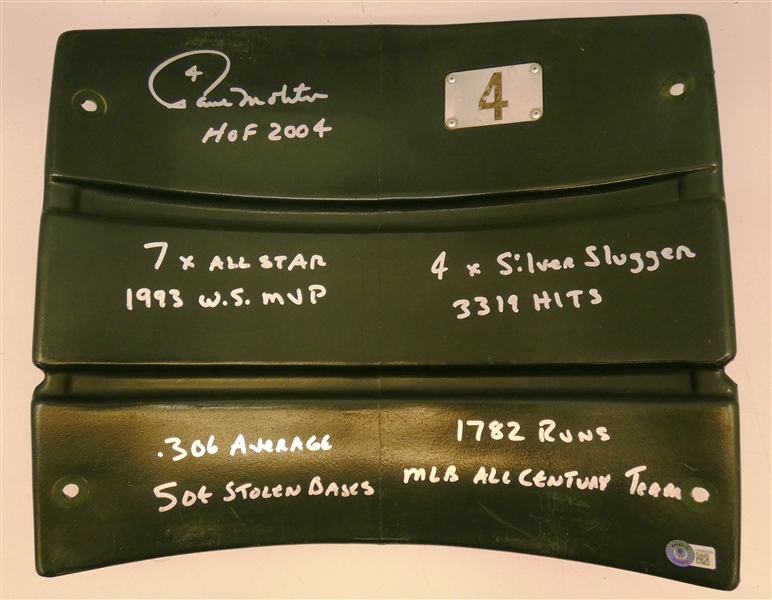 4
Paul Molitor
HOF 2004
4
7 x ALL STAR
1993 W.S. MVP
4 x Silver Slugger
3319 HITS
.306 AVERAGE
504 STOLEN BASES
1782 RUNS
MLB ALL CENTURY TEAM